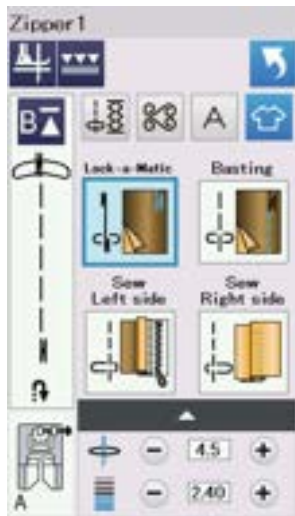 Zipper1
B
A
Lock-a-Matic
Basting
Sew
Left side
Sew
Right side
4.5
2.40
A